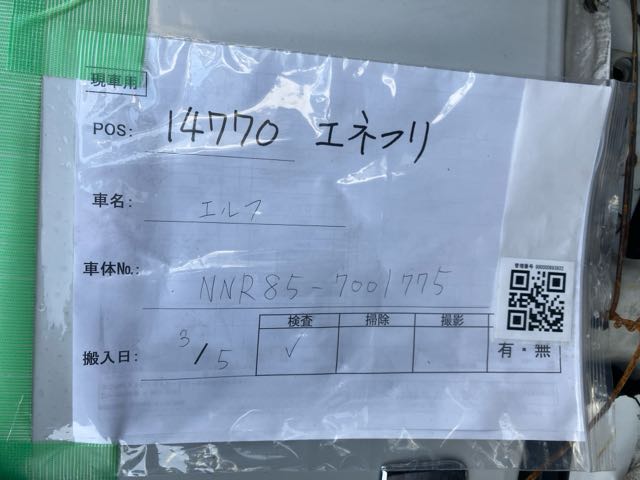 現車用
POS: 14770 エネフリ
車名: エルフ
車体No.: NNR85-7001775
検査 掃除 撮影
搬入日: 3/5 ✓ 有・無